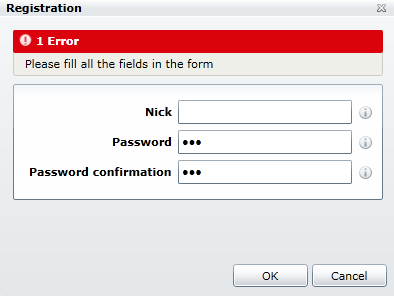 Registration
1 Error
Please fill all the fields in the form
Nick
Password •••
Password confirmation •••
OK Cancel